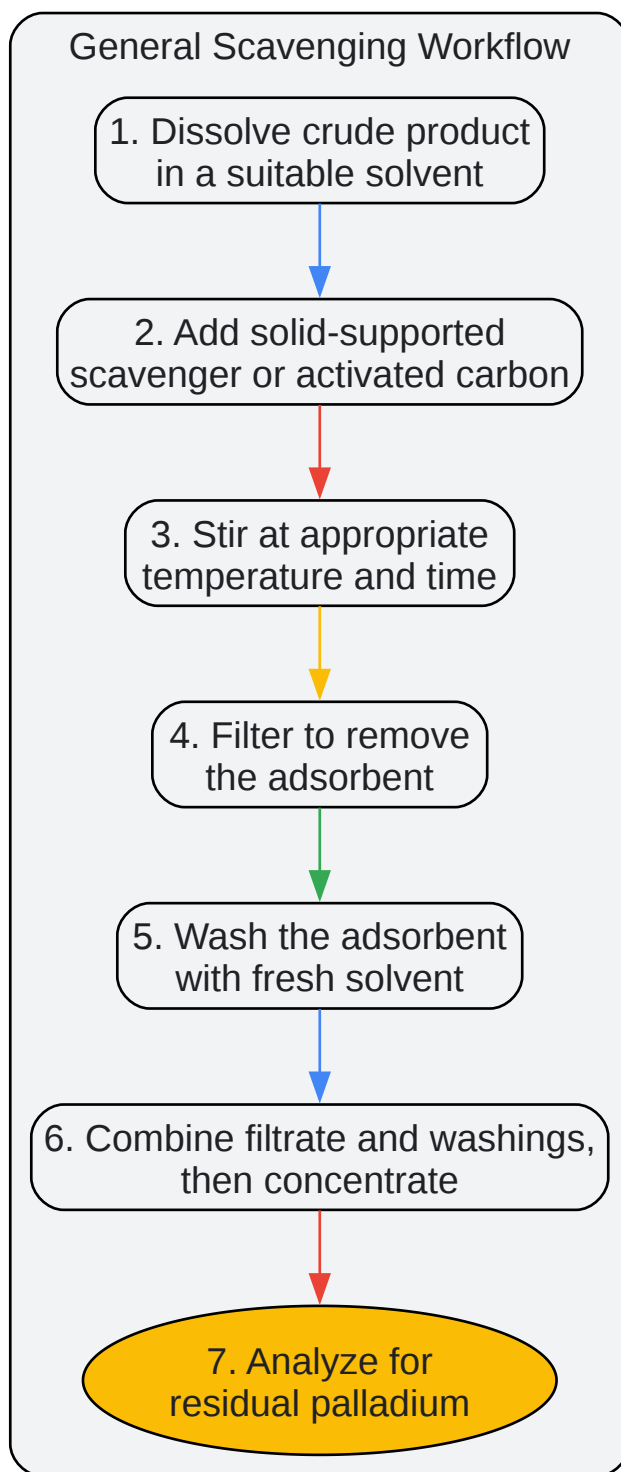 General Scavenging Workflow
1. Dissolve crude product
in a suitable solvent
2. Add solid-supported
scavenger or activated carbon
3. Stir at appropriate
temperature and time
4. Filter to remove
the adsorbent
5. Wash the adsorbent
with fresh solvent
6. Combine filtrate and washings,
then concentrate
7. Analyze for
residual palladium